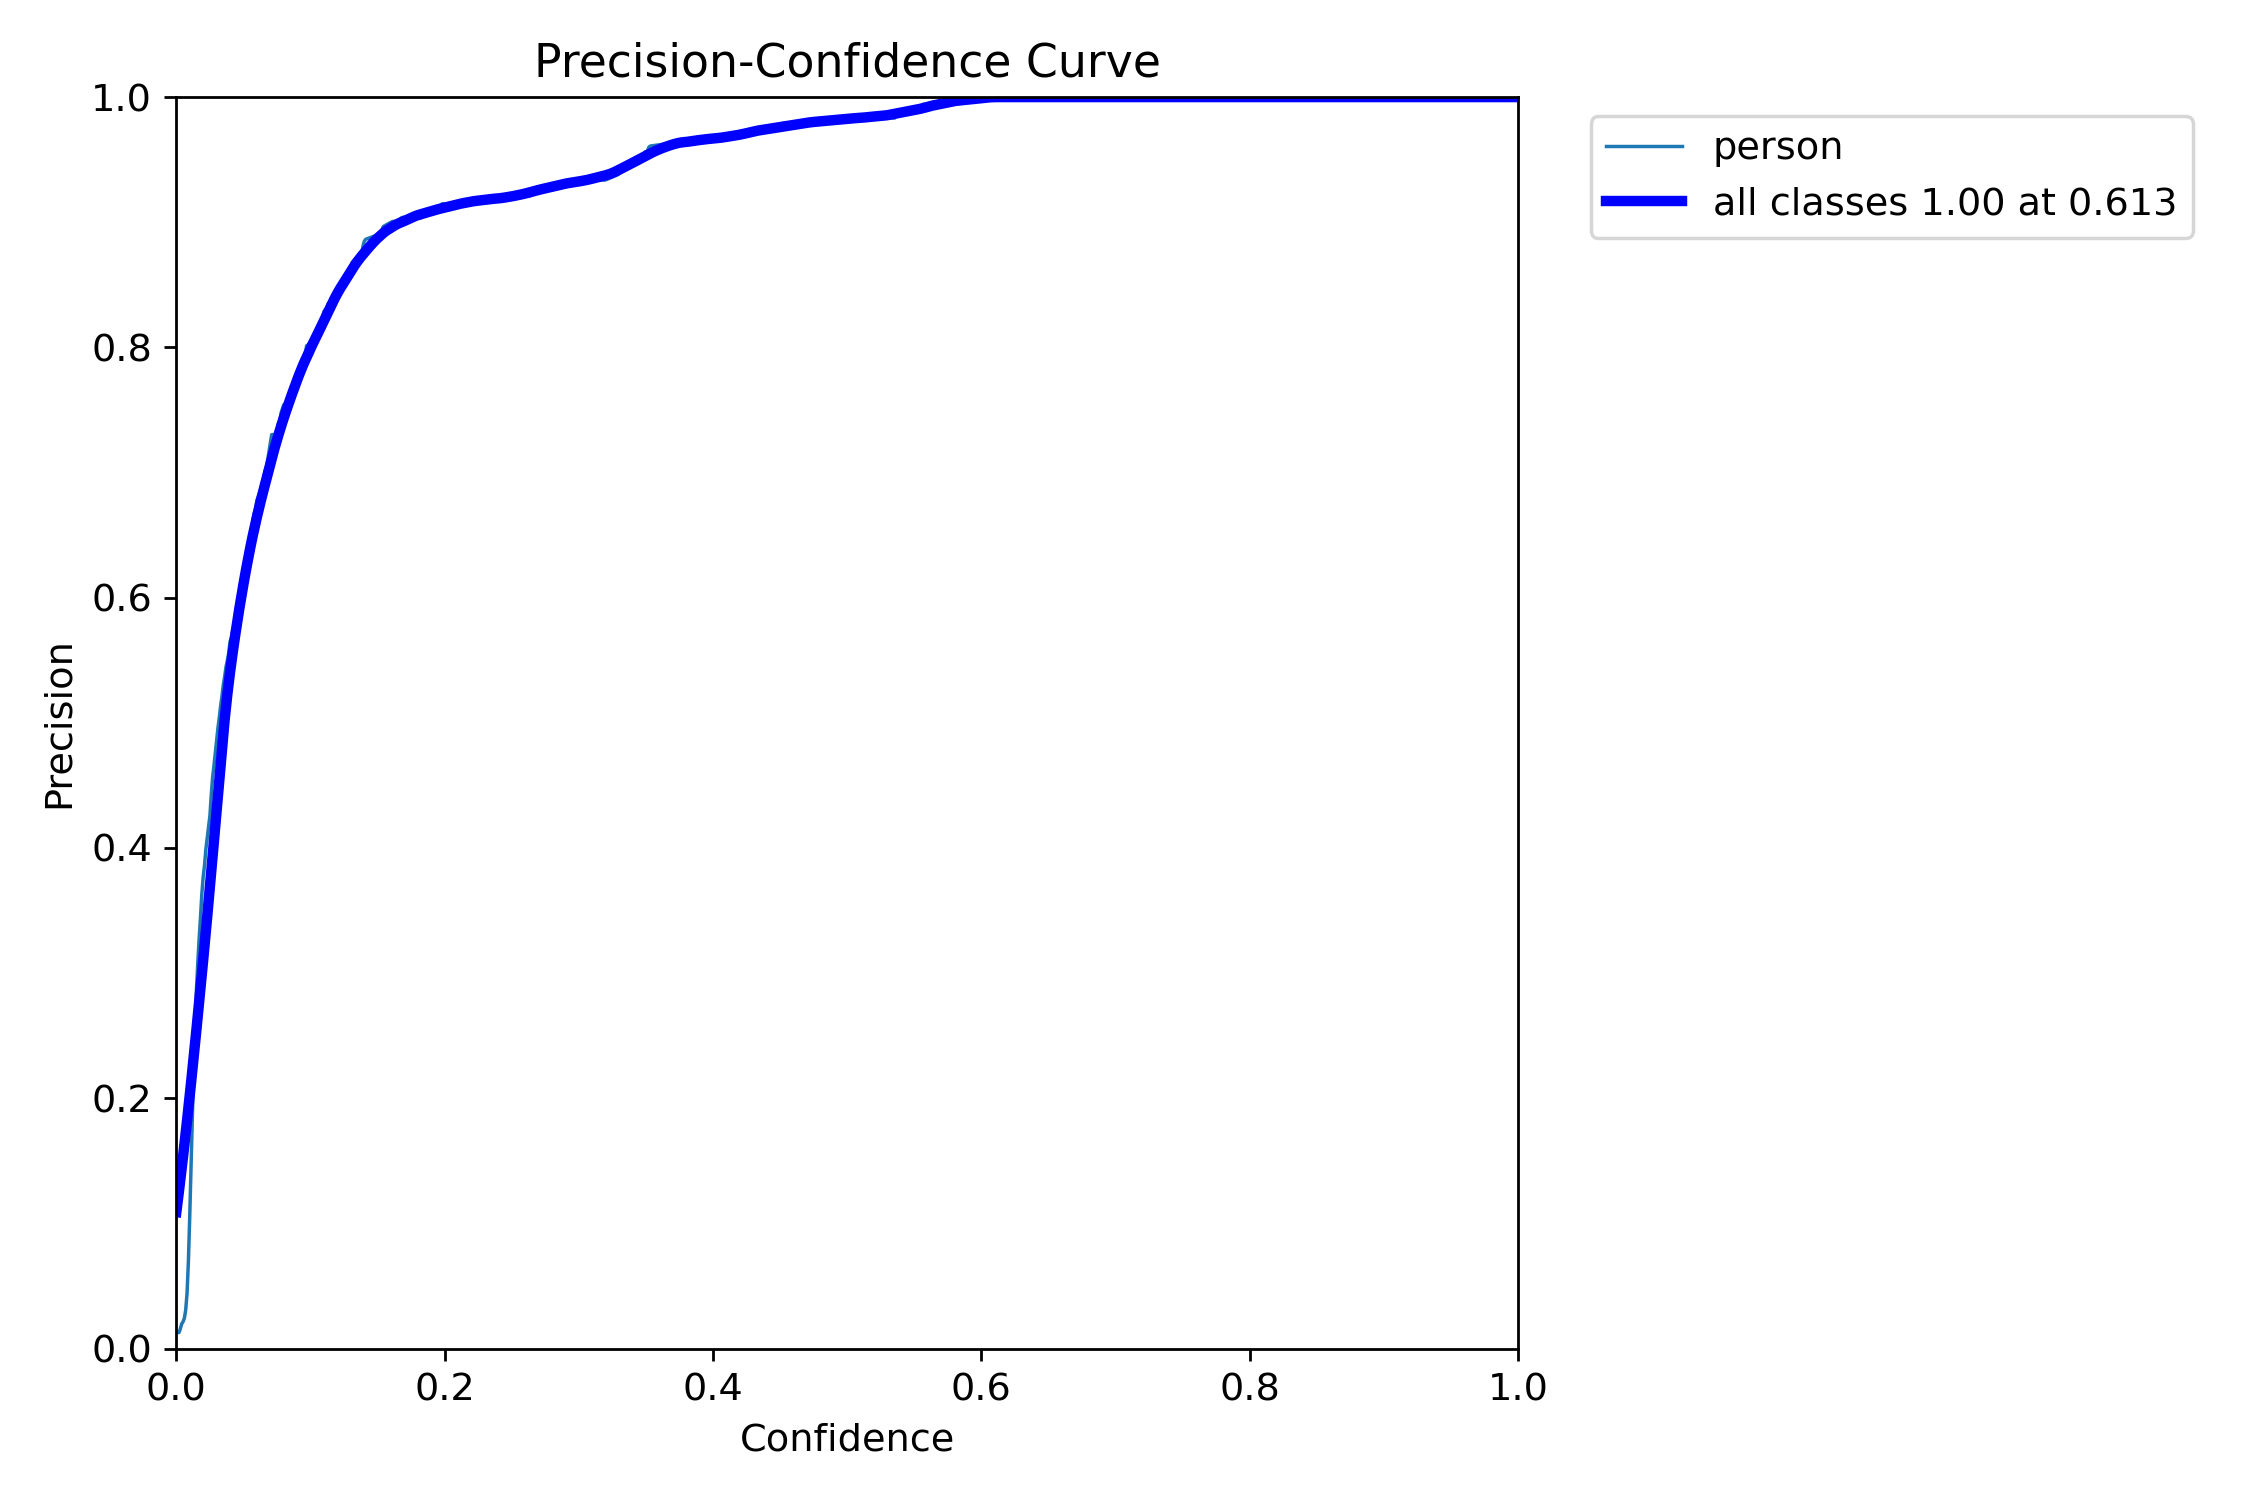 Precision-Confidence Curve
1.0
0.8
0.6
0.4
0.2
0.0
Precision
0.0 0.2 0.4 0.6 0.8 1.0
Confidence
person
all classes 1.00 at 0.613